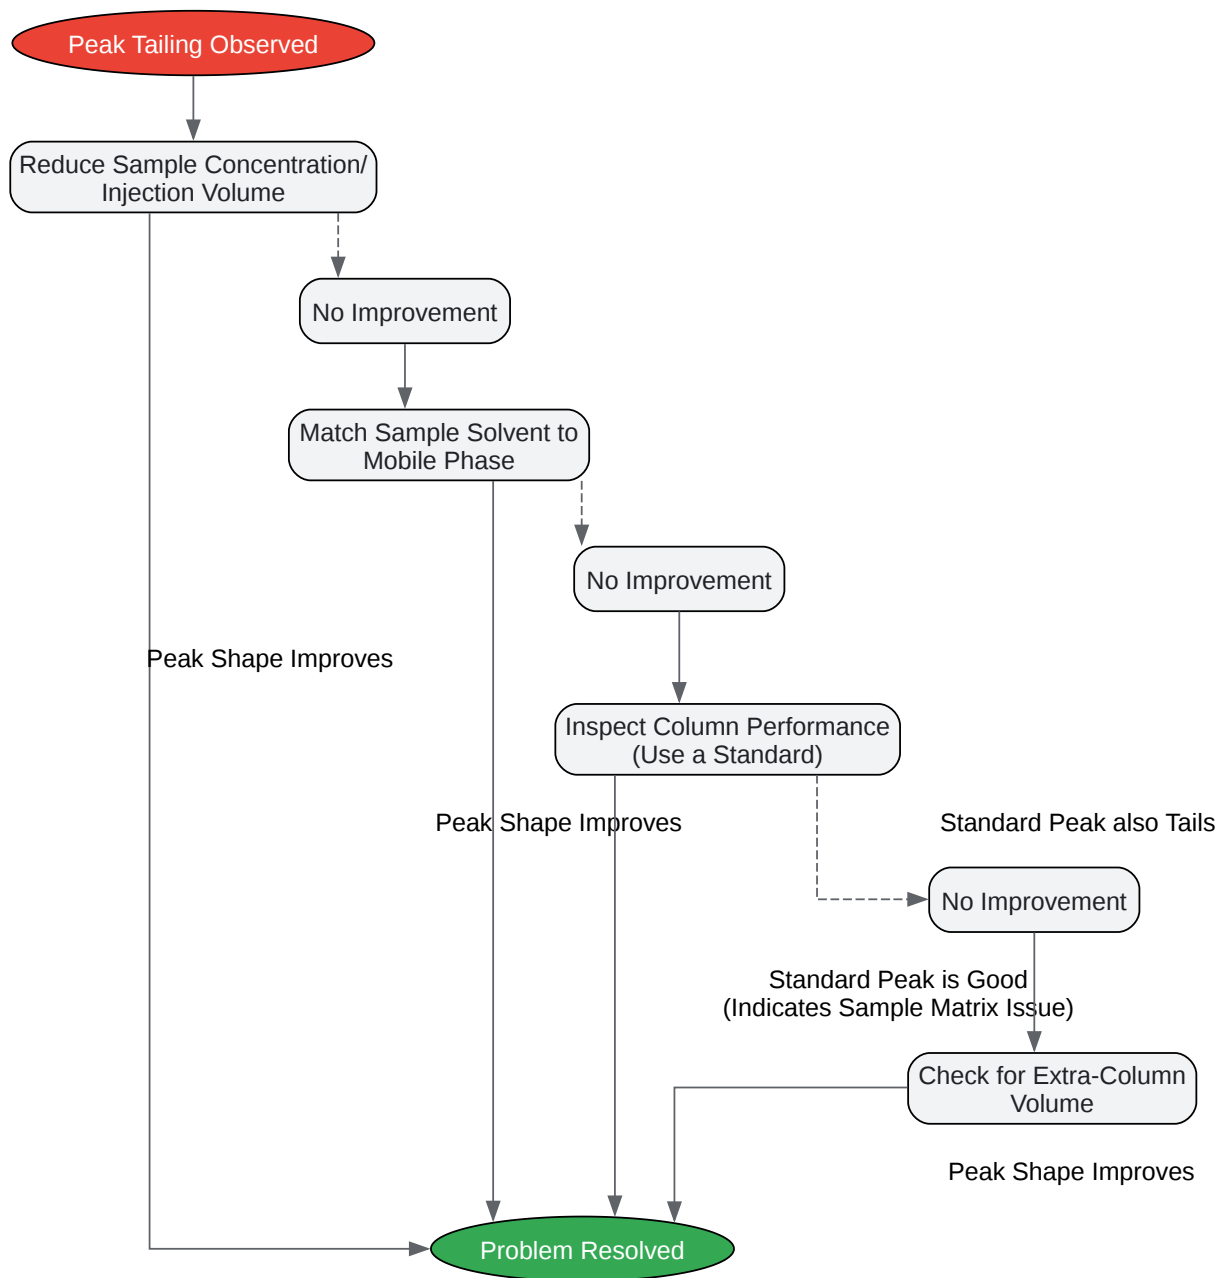 Peak Tailing Observed
Reduce Sample Concentration/
Injection Volume
No Improvement
Match Sample Solvent to
Mobile Phase
No Improvement
Peak Shape Improves
Inspect Column Performance
(Use a Standard)
Peak Shape Improves
Standard Peak also Tails
No Improvement
Standard Peak is Good
(Indicates Sample Matrix Issue)
Check for Extra-Column
Volume
Peak Shape Improves
Problem Resolved